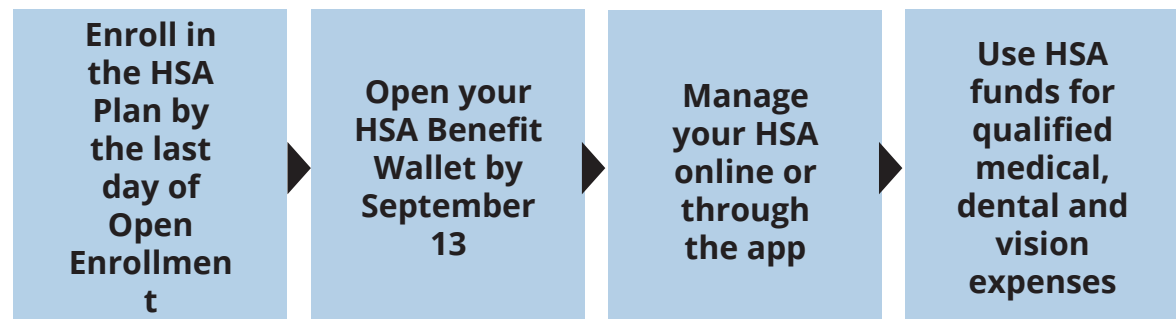 Enroll in
the HSA
Plan by
the last
day of
Open
Enrollmen
t
Open your
HSA Benefit
Wallet by
September
13
Manage
your HSA
online or
through
the app
Use HSA
funds for
qualified
medical,
dental and
vision
expenses